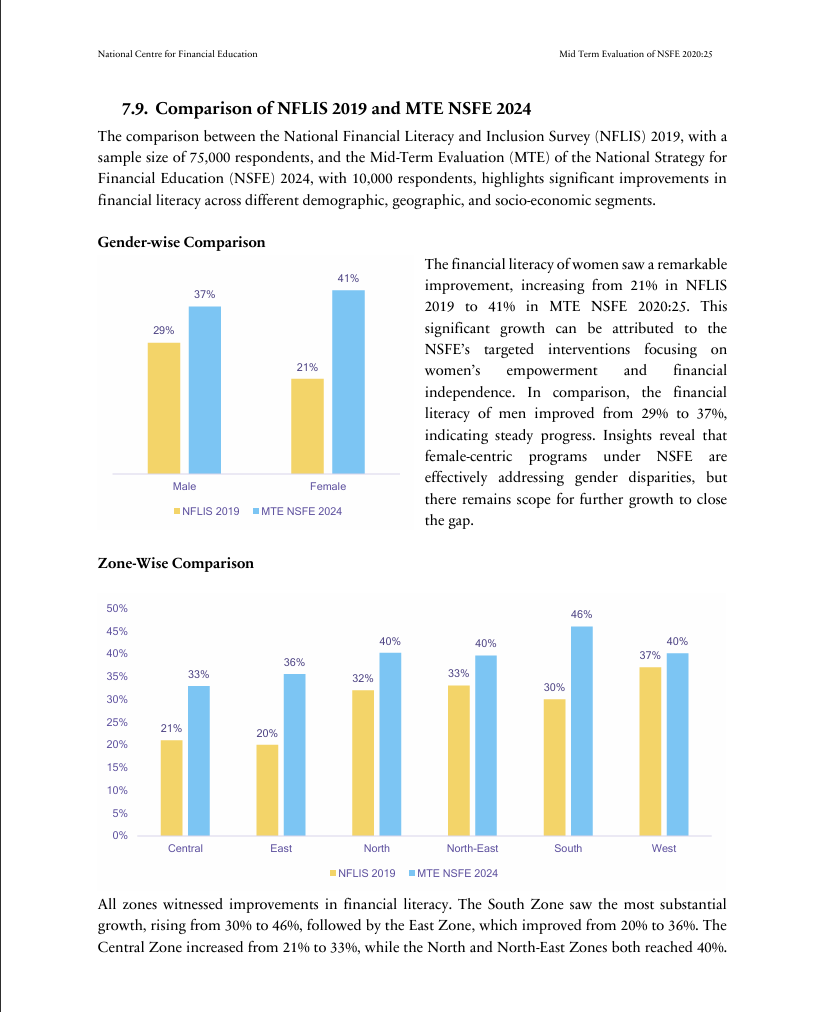 National Centre for Financial Education
Mid Term Evaluation of NSFE 2020:25
7.9. Comparison of NFLIS 2019 and MTE NSFE 2024
The comparison between the National Financial Literacy and Inclusion Survey (NFLIS) 2019, with a
sample size of 75,000 respondents, and the Mid-Term Evaluation (MTE) of the National Strategy for
Financial Education (NSFE) 2024, with 10,000 respondents, highlights significant improvements in
financial literacy across different demographic, geographic, and socio-economic segments.
Gender-wise Comparison
29%
37%
21%
41%
Male
Female
NFLIS 2019
MTE NSFE 2024
The financial literacy of women saw a remarkable
improvement, increasing from 21% in NFLIS
2019 to 41% in MTE NSFE 2020:25. This
significant growth can be attributed to the
NSFE's targeted interventions focusing on
women's empowerment and financial
independence. In comparison, the financial
literacy of men improved from 29% to 37%,
indicating steady progress. Insights reveal that
female-centric programs under NSFE are
effectively addressing gender disparities, but
there remains scope for further growth to close
the gap.
Zone-Wise Comparison
50%
45%
40%
35%
30%
25%
20%
15%
10%
5%
0%
21%
33%
20%
36%
32%
40%
33%
40%
30%
46%
37%
40%
Central
East
North
North-East
South
West
NFLIS 2019
MTE NSFE 2024
All zones witnessed improvements in financial literacy. The South Zone saw the most substantial
growth, rising from 30% to 46%, followed by the East Zone, which improved from 20% to 36%. The
Central Zone increased from 21% to 33%, while the North and North-East Zones both reached 40%.